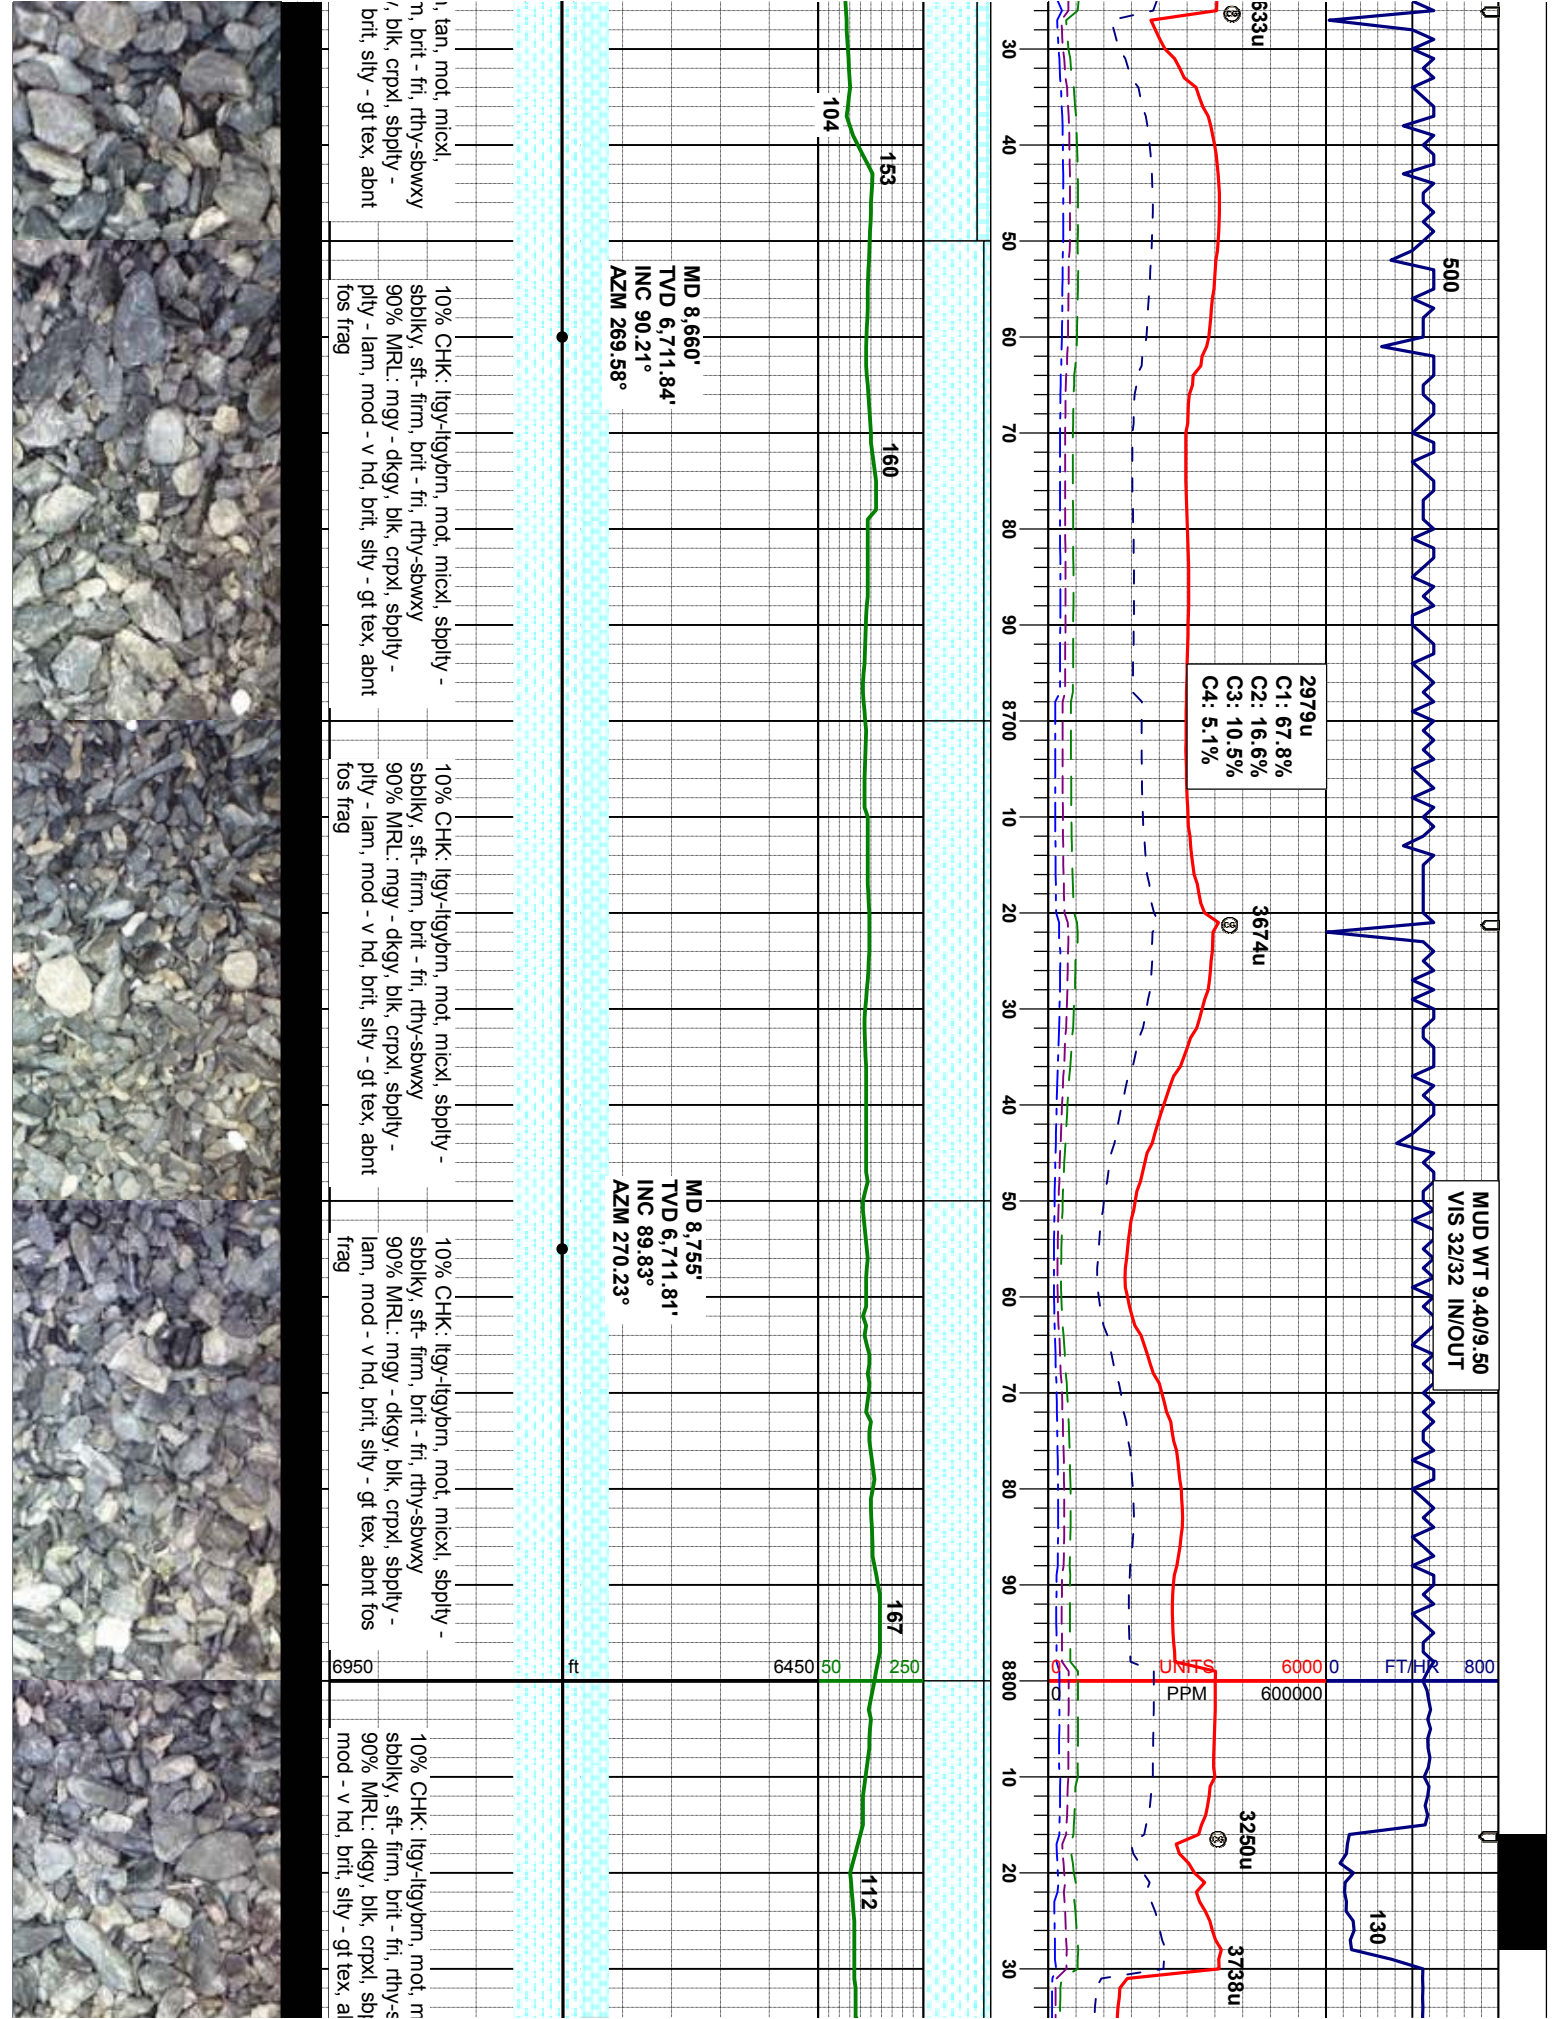 633u
CG
500
2979u
C1: 67.8%
C2: 16.6%
C3: 10.5%
C4: 5.1%
3674u
CG
MUD WT 9.40/9.50
VIS 32/32 IN/OUT
0 FT/HR 800
0 UNITS 6000
0 PPM 600000
3250u
CG
130
3738u
30
40
50
60
70
80
90
8700
10
20
30
40
50
60
70
80
90
8800
10
20
30
104
153
160
167
112
50 250
6950 ft 6450
MD 8,660'
TVD 6,711.84'
INC 90.21°
AZM 269.58°
MD 8,755'
TVD 6,711.81'
INC 89.83°
AZM 270.23°
, tan, mot, micxl,
m, brit - fri, rthy-sbwxy
, blk, crpxl, sbplty -
brit, slty - gt tex, abnt
10% CHK: ltgy-ltgybrn, mot, micxl, sbplty -
sbblky, sft- firm, brit - fri, rthy-sbwxy
90% MRL: mgy - dkgy, blk, crpxl, sbplty -
plty - lam, mod - v hd, brit, slty - gt tex, abnt
fos frag
10% CHK: ltgy-ltgybrn, mot, micxl, sbplty -
sbblky, sft- firm, brit - fri, rthy-sbwxy
90% MRL: mgy - dkgy, blk, crpxl, sbplty -
plty - lam, mod - v hd, brit, slty - gt tex, abnt
fos frag
10% CHK: ltgy-ltgybrn, mot, micxl, sbplty -
sbblky, sft- firm, brit - fri, rthy-sbwxy
90% MRL: mgy - dkgy, blk, crpxl, sbplty -
lam, mod - v hd, brit, slty - gt tex, abnt fos
frag
10% CHK: ltgy-ltgybrn, mot, m
sbblky, sft- firm, brit - fri, rthy-s
90% MRL: dkgy, blk, crpxl, sbp
mod - v hd, brit, slty - gt tex, a